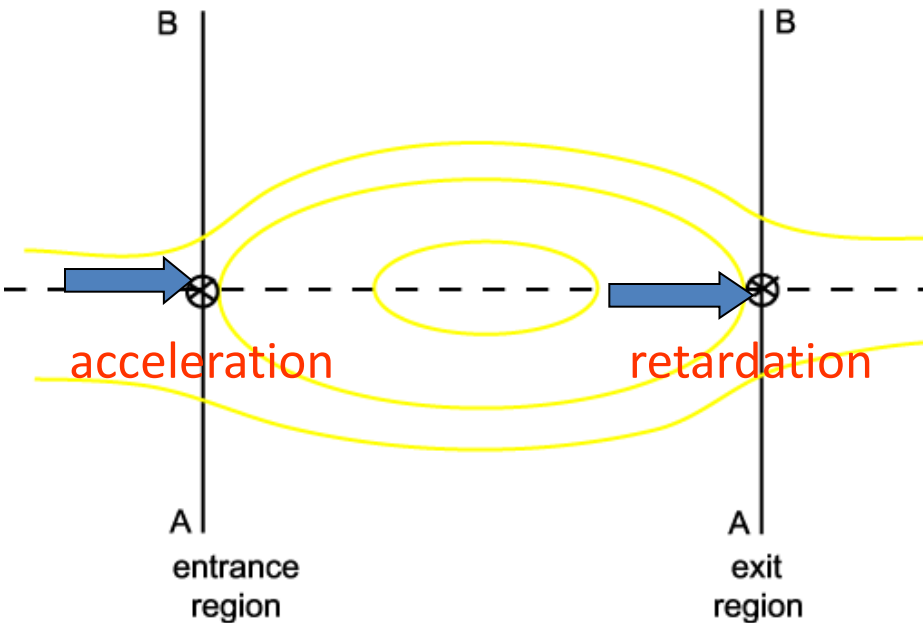 B
B
acceleration
retardation
A
A
entrance
region
exit
region